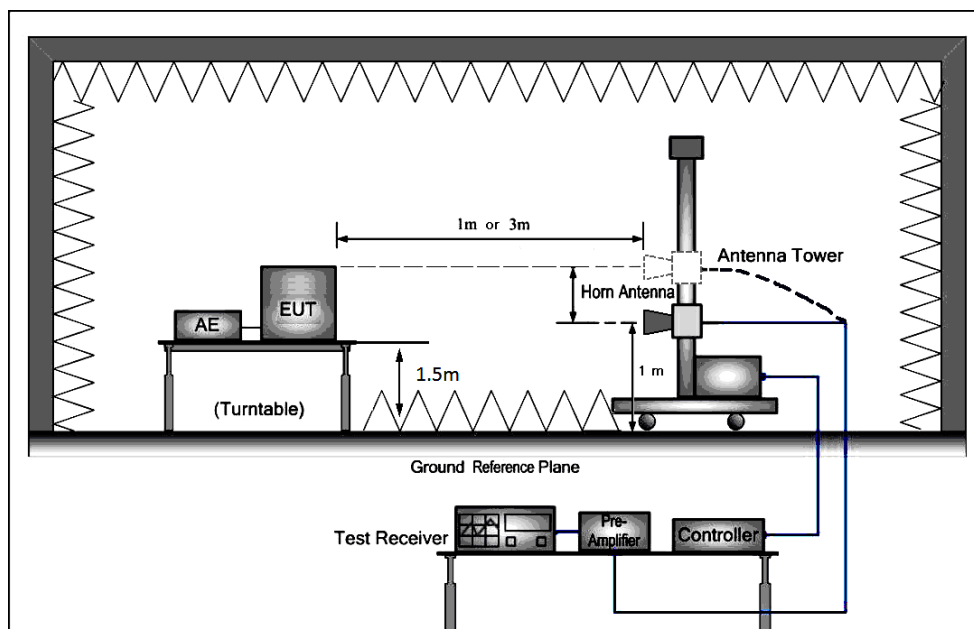 1m or 3m
Antenna Tower
Horn Antenna
EUT
AE
1 m
1.5m
(Turntable)
Ground Reference Plane
Test Receiver
Pre-
Amplifier
Controller